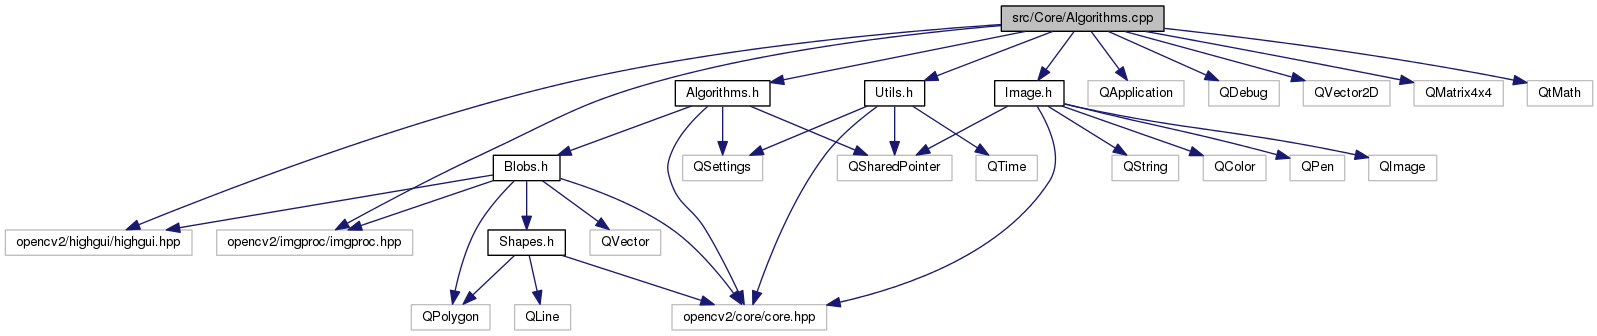 src/Core/Algorithms.cpp
Algorithms.h
Utils.h
Image.h
QApplication
QDebug
QVector2D
QMatrix4x4
QtMath
Blobs.h
QSettings
QSharedPointer
QTime
QString
QColor
QPen
QImage
opencv2/highgui/highgui.hpp
opencv2/imgproc/imgproc.hpp
Shapes.h
QVector
QPolygon
QLine
opencv2/core/core.hpp